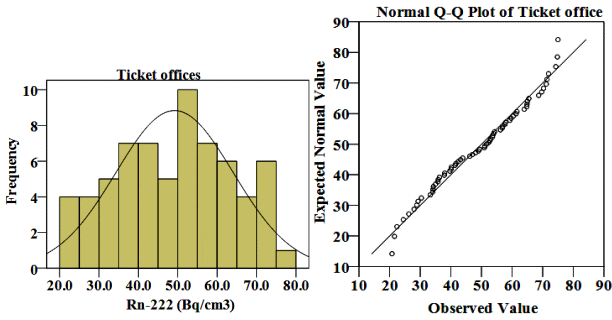 Ticket offices
Frequency
10
8
6
4
2
0
20.0 30.0 40.0 50.0 60.0 70.0 80.0
Rn-222 (Bq/cm3)
Normal Q-Q Plot of Ticket office
Expected Normal Value
90
80
70
60
50
40
30
20
10
10 20 30 40 50 60 70 80 90
Observed Value